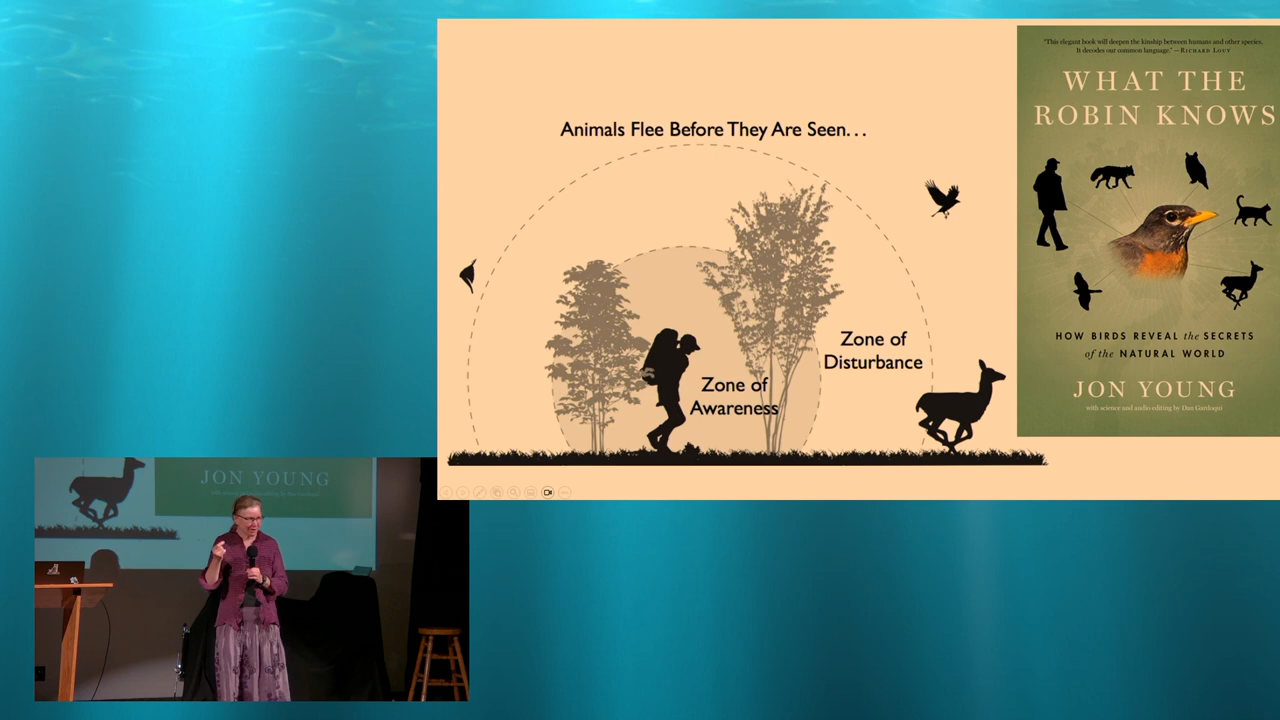 Animals Flee Before They Are Seen...
Zone of
Awareness
Zone of
Disturbance
"This elegant book will deepen the kinship between humans and other species.
It decodes our common language." —RICHARD LOUV
WHAT THE
ROBIN KNOWS
HOW BIRDS REVEAL the SECRETS
of the NATURAL WORLD
JON YOUNG
with science and audio editing by Dan Gardoqui
JON YOUNG